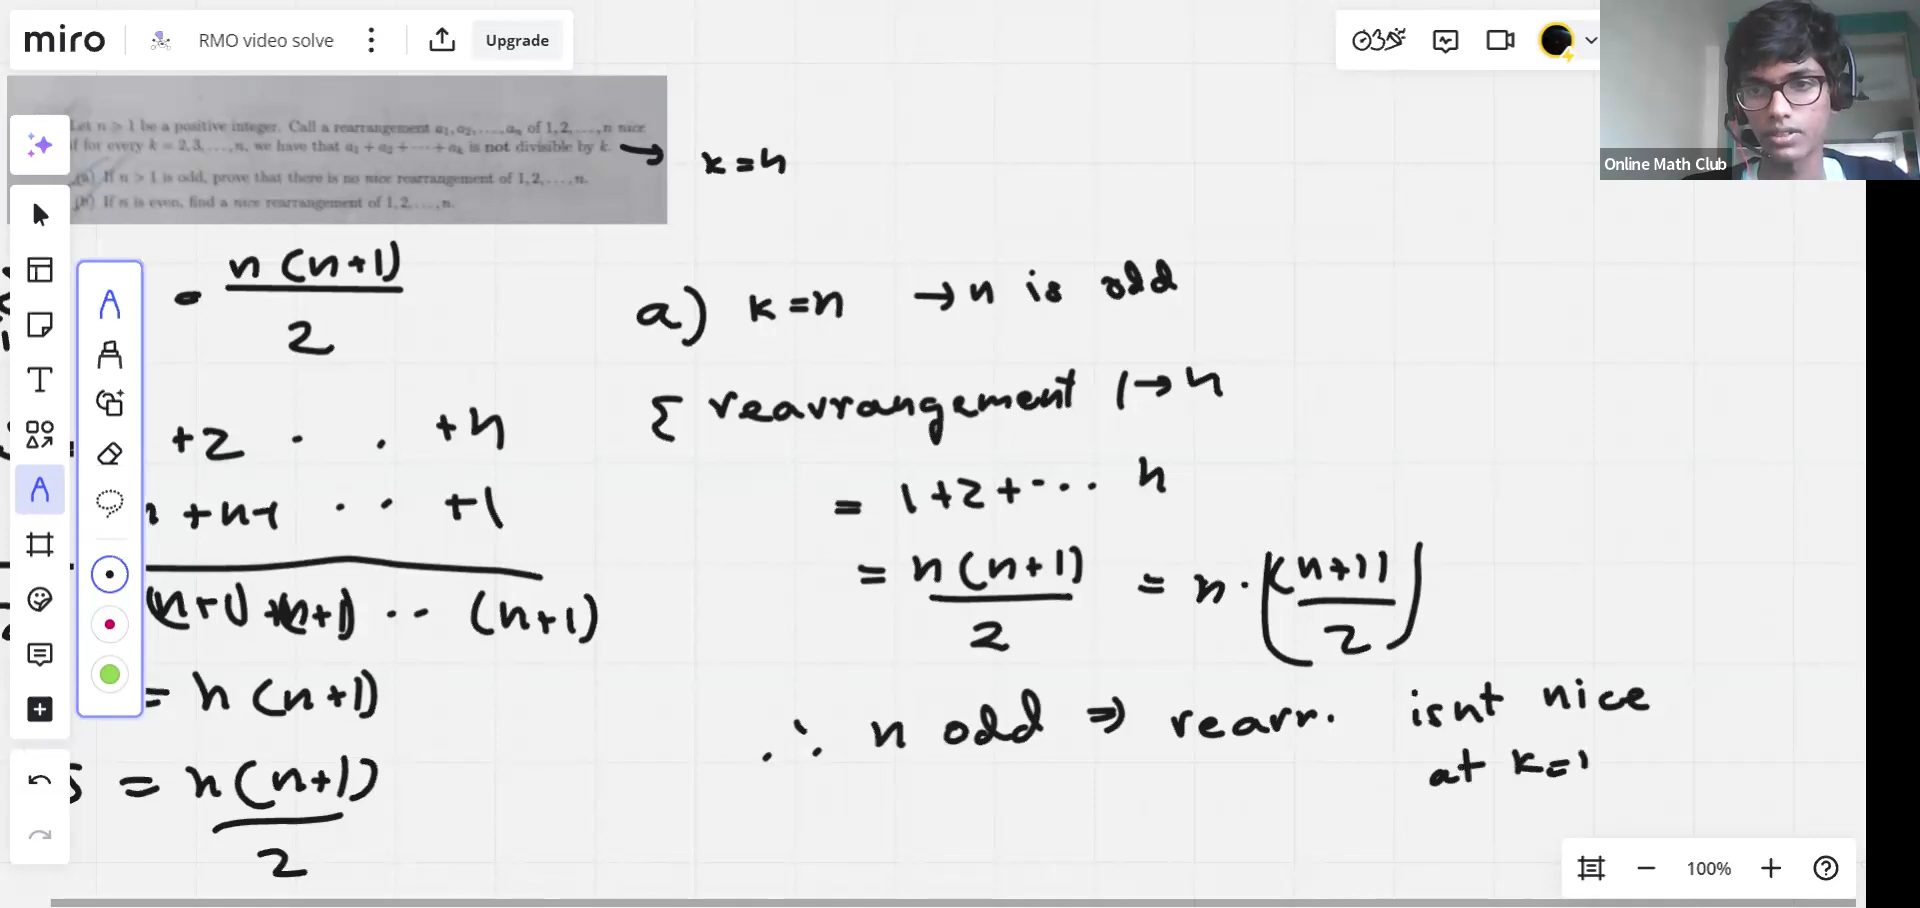 miro
RMO video solve
Upgrade
Online Math Club
Let n > 1 be a positive integer. Call a rearrangement a₁, a₂, . . . , aₙ of 1, 2, . . . , n nice
if for every k = 2, 3, . . . , n, we have that a₁ + a₂ + · · · + aₖ is not divisible by k.
(a) If n > 1 is odd, prove that there is no nice rearrangement of 1, 2, . . . , n.
(b) If n is even, find a nice rearrangement of 1, 2, . . . , n.
→ k = n
= n(n+1)/2
+2 · · +n
n + n-1 · · +1
(n+1) + (n+1) ·· (n+1)
= n(n+1)
S = n(n+1)/2
a) k = n → n is odd
{ rearrangement 1 → n
= 1 + 2 + ··· n
= n(n+1)/2 = n · ((n+1)/2)
∴ n odd ⇒ rearr. isnt nice
at k =
100%